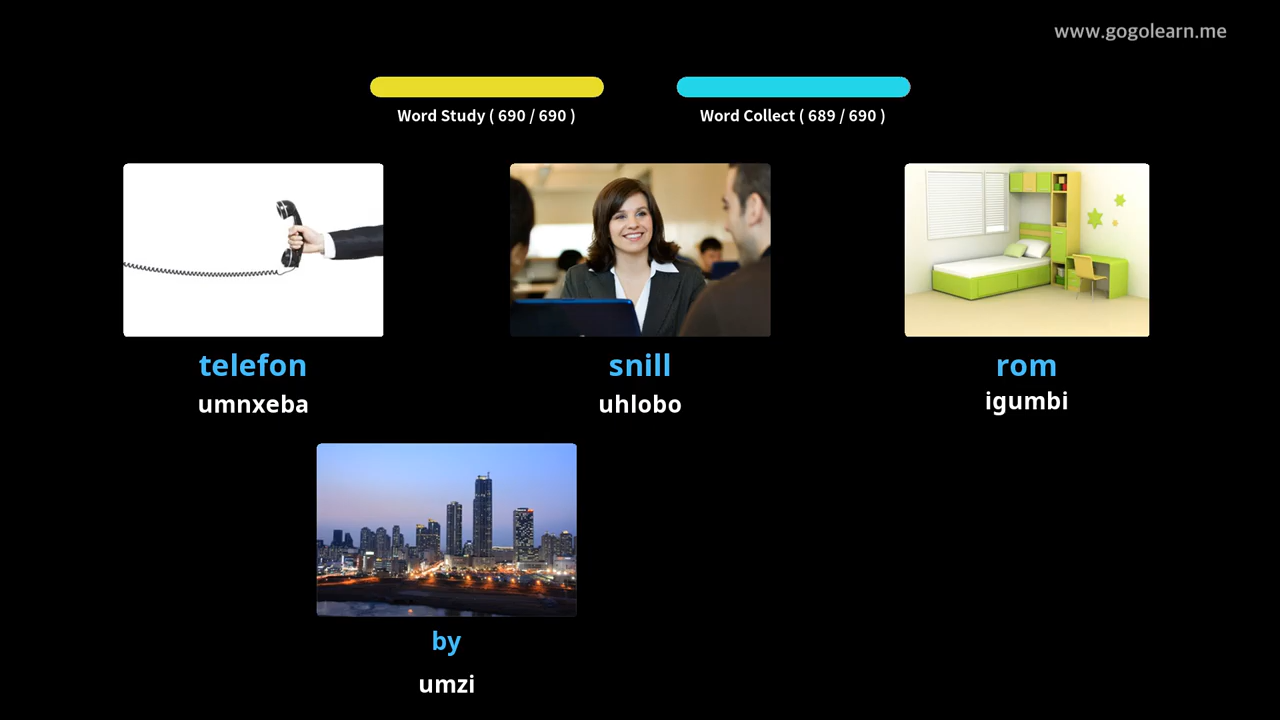 www.gogolearn.me
Word Study ( 690 / 690 )
Word Collect ( 689 / 690 )
telefon
umnxeba
snill
uhlobo
rom
igumbi
by
umzi